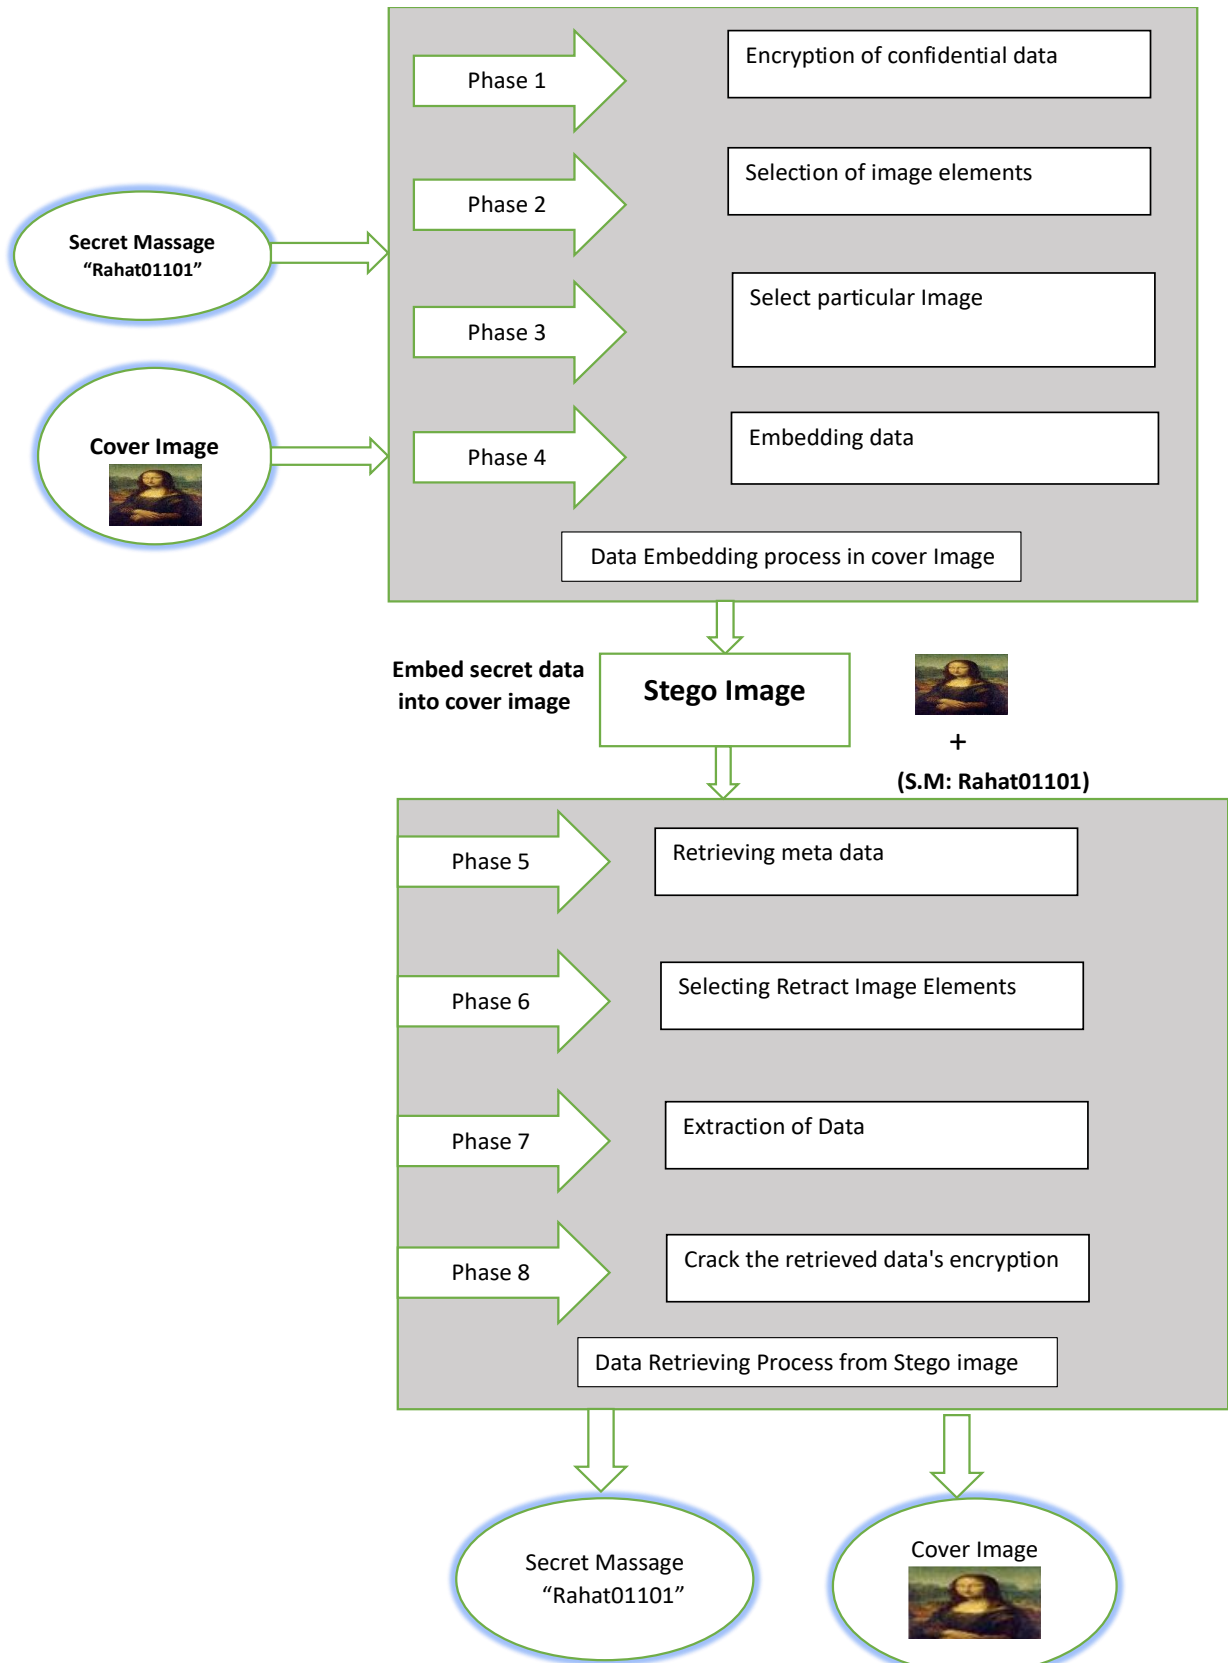 Phase 1
Encryption of confidential data
Phase 2
Selection of image elements
Secret Massage
“Rahat01101”
Phase 3
Select particular Image
Cover Image
Phase 4
Embedding data
Data Embedding process in cover Image
Embed secret data
into cover image
Stego Image
+
(S.M: Rahat01101)
Phase 5
Retrieving meta data
Phase 6
Selecting Retract Image Elements
Phase 7
Extraction of Data
Phase 8
Crack the retrieved data's encryption
Data Retrieving Process from Stego image
Secret Massage
“Rahat01101”
Cover Image